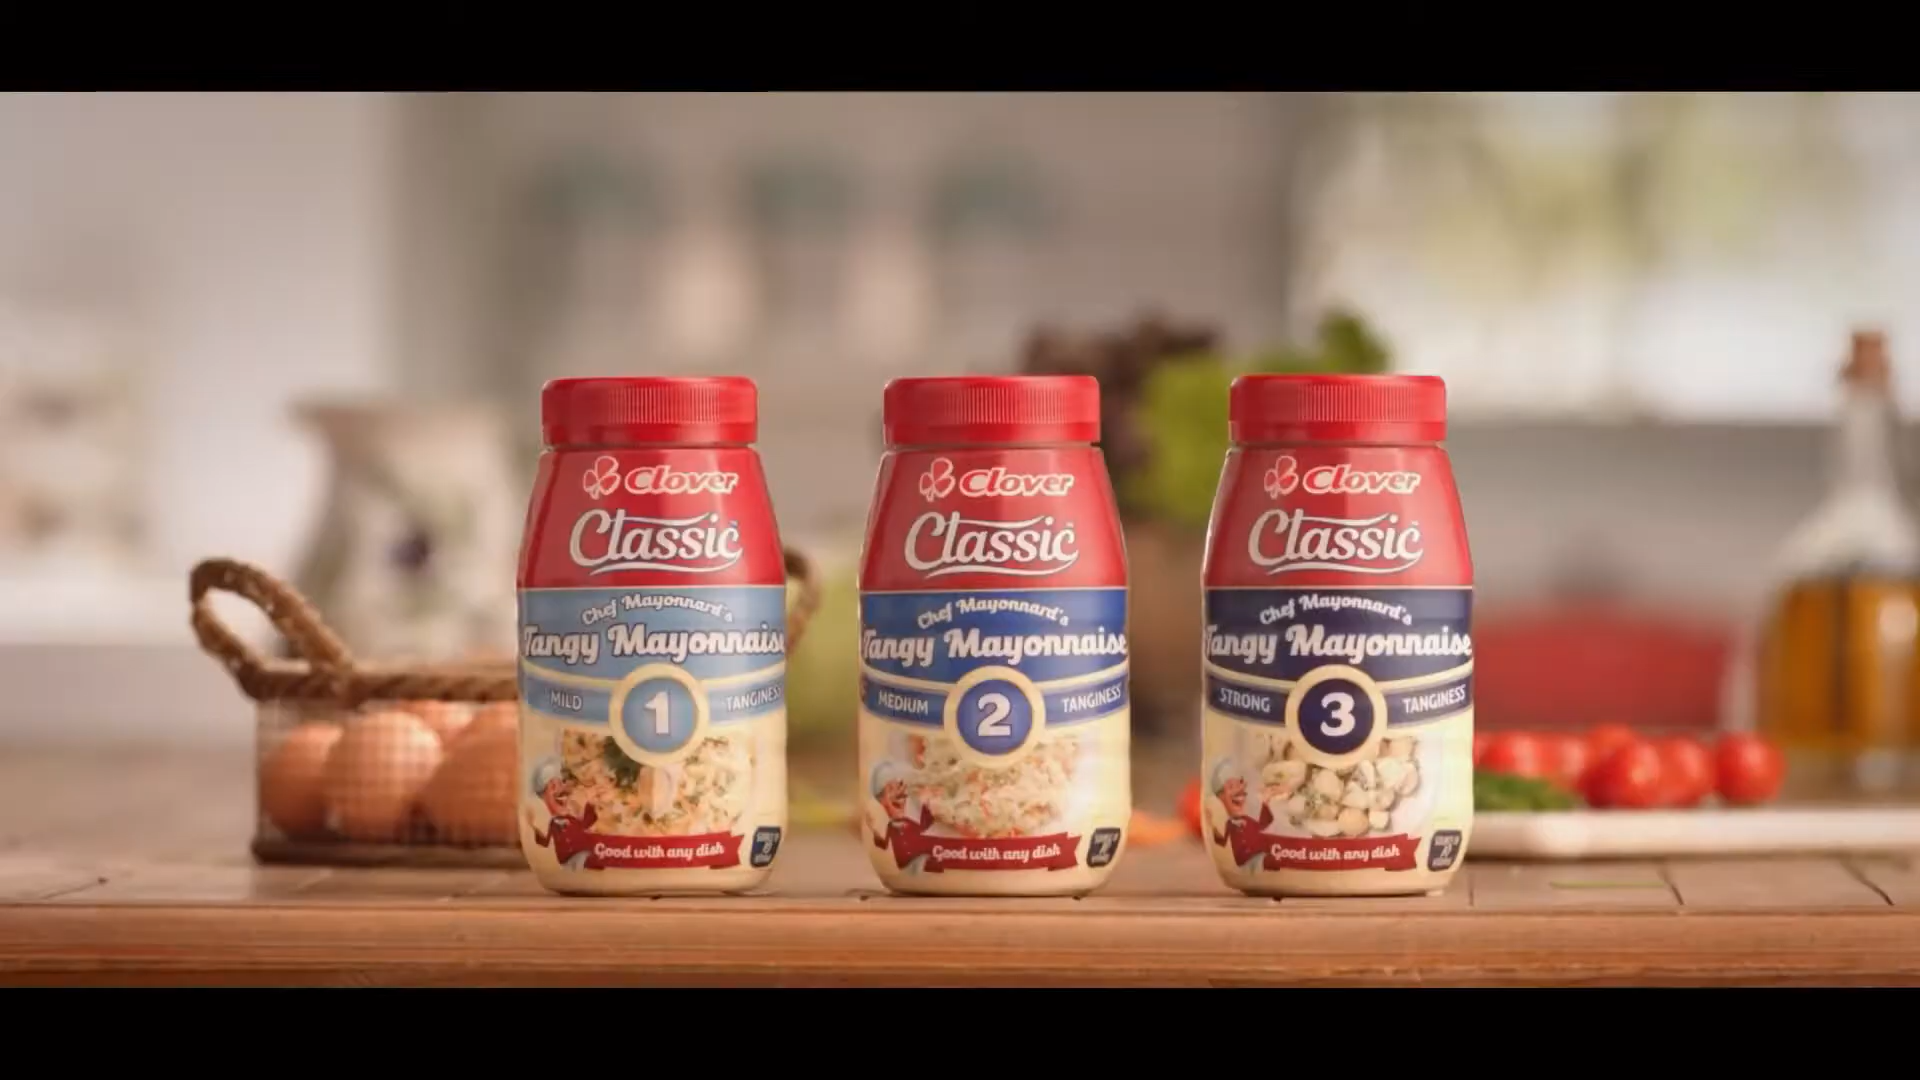 Clover
Classic
Chef Mayonnard's
Tangy Mayonnaise
MILD 1 TANGINESS
Good with any dish
Clover
Classic
Chef Mayonnard's
Tangy Mayonnaise
MEDIUM 2 TANGINESS
Good with any dish
Clover
Classic
Chef Mayonnard's
Tangy Mayonnaise
STRONG 3 TANGINESS
Good with any dish